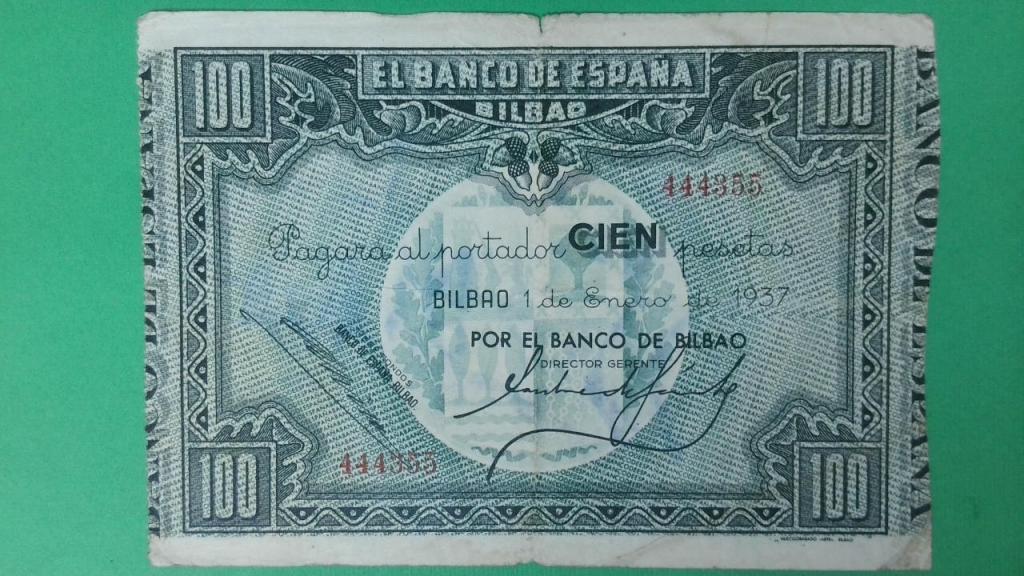 100
EL BANCO DE ESPAÑA
100
BILBAO
BANCO DE ESPAÑA
BANCO DE ESPAÑA
444355
Pagará al portador CIEN pesetas
BILBAO 1 de Enero de 1937
POR EL BANCO DE BILBAO
DIRECTOR GERENTE
BANCO DE ESPAÑA BILBAO
444355
100
100